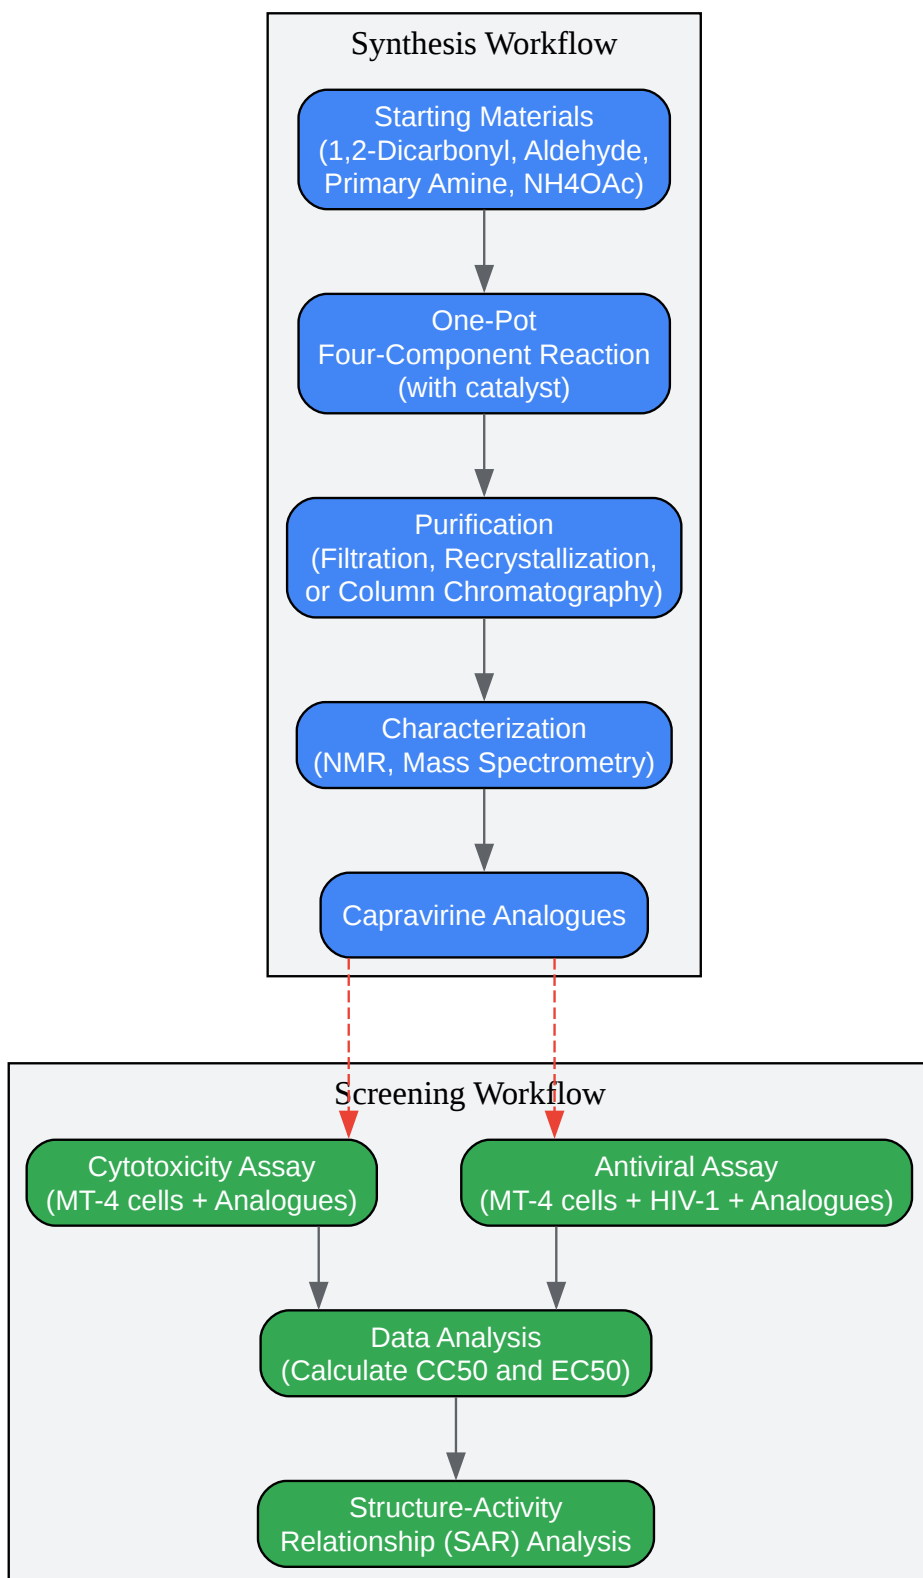 Synthesis Workflow
Starting Materials
(1,2-Dicarbonyl, Aldehyde,
Primary Amine, NH4OAc)
One-Pot
Four-Component Reaction
(with catalyst)
Purification
(Filtration, Recrystallization,
or Column Chromatography)
Characterization
(NMR, Mass Spectrometry)
Capravirine Analogues
Screening Workflow
Cytotoxicity Assay
(MT-4 cells + Analogues)
Antiviral Assay
(MT-4 cells + HIV-1 + Analogues)
Data Analysis
(Calculate CC50 and EC50)
Structure-Activity
Relationship (SAR) Analysis